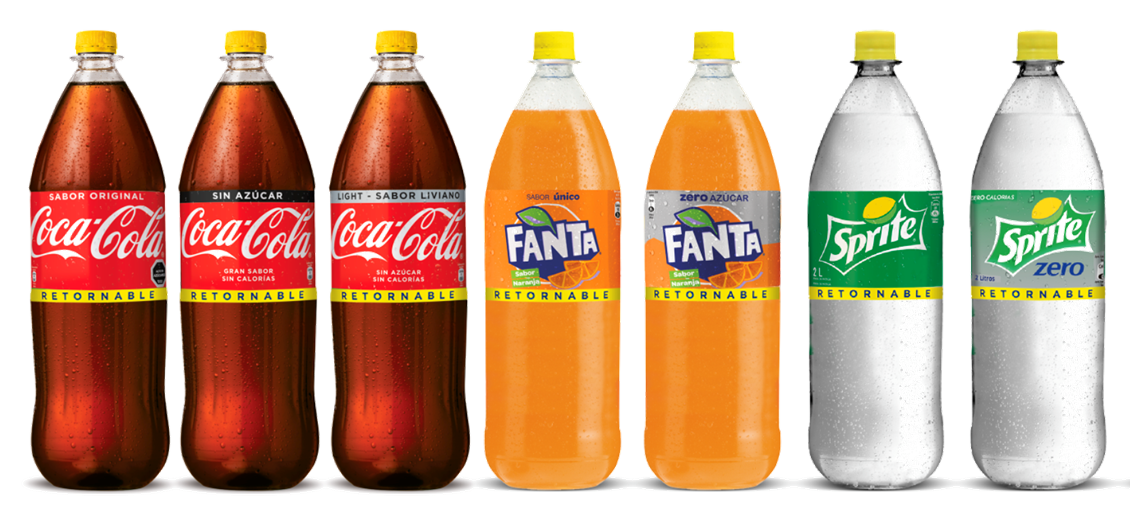 SABOR ORIGINAL
Coca-Cola
RETORNABLE
SIN AZÚCAR
Coca-Cola
GRAN SABOR
SIN CALORÍAS
RETORNABLE
LIGHT - SABOR LIVIANO
Coca-Cola
SIN AZÚCAR
SIN CALORÍAS
RETORNABLE
SABOR único
FANTA
Sabor
Naranja
RETORNABLE
zero AZÚCAR
FANTA
Sabor
Naranja
RETORNABLE
Sprite
2 L
RETORNABLE
ZERO CALORÍAS
Sprite
zero
2 Litros
RETORNABLE